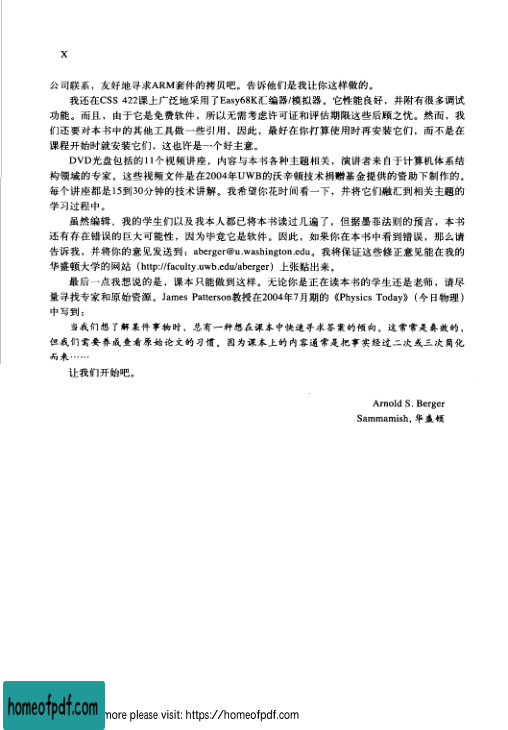 X
公司联系，友好地寻求ARM套件的拷贝吧。告诉他们是我让你这样做的。
我还在CSS 422课上广泛地采用了Easy68K汇编器/模拟器。它性能良好，并附有很多调试
功能。而且，由于它是免费软件，所以无需考虑许可证和评估期限这些后顾之忧。然而，我
们还要对本书中的其他工具做一些引用，因此，最好在你打算使用时再安装它们，而不是在
课程开始时就安装它们，这也许是一个好主意。
DVD光盘包括的11个视频讲座，内容与本书各种主题相关，演讲者来自于计算机体系结
构领域的专家。这些视频文件是在2004年UWB的沃辛顿技术捐赠基金提供的资助下制作的。
每个讲座都是15到30分钟的技术讲解。我希望你花时间看一下，并将它们融汇到相关主题的
学习过程中。
虽然编辑、我的学生们以及我本人都已将本书读过几遍了，但据墨菲法则的预言，本书
还有存在错误的巨大可能性，因为毕竟它是软件。因此，如果你在本书中看到错误，那么请
告诉我，并将你的意见发送到：aberger@u.washington.edu。我将保证这些修正意见能在我的
华盛顿大学的网站（http://faculty.uwb.edu/aberger）上张贴出来。
最后一点我想说的是，课本只能做到这样。无论你是正在读本书的学生还是老师，请尽
量寻找专家和原始资源。James Patterson教授在2004年7月期的《Physics Today》（今日物理）
中写到：
当我们想了解某件事物时，总有一种想在课本中快速寻求答案的倾向。这常常是奏效的，
但我们需要养成查看原始论文的习惯。因为课本上的内容通常是把事实经过二次或三次简化
而来……
让我们开始吧。
Arnold S. Berger
Sammamish, 华盛顿
homeofpdf.com
more please visit: https://homeofpdf.com